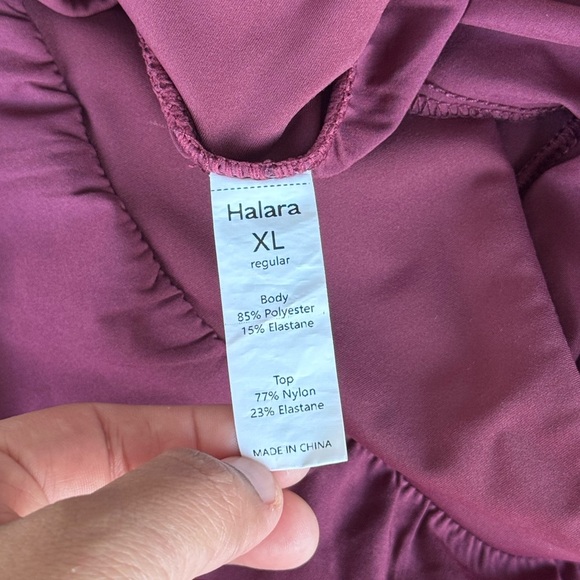 Halara
XL
regular
Body
85% Polyester
15% Elastane
Top
77% Nylon
23% Elastane
MADE IN CHINA